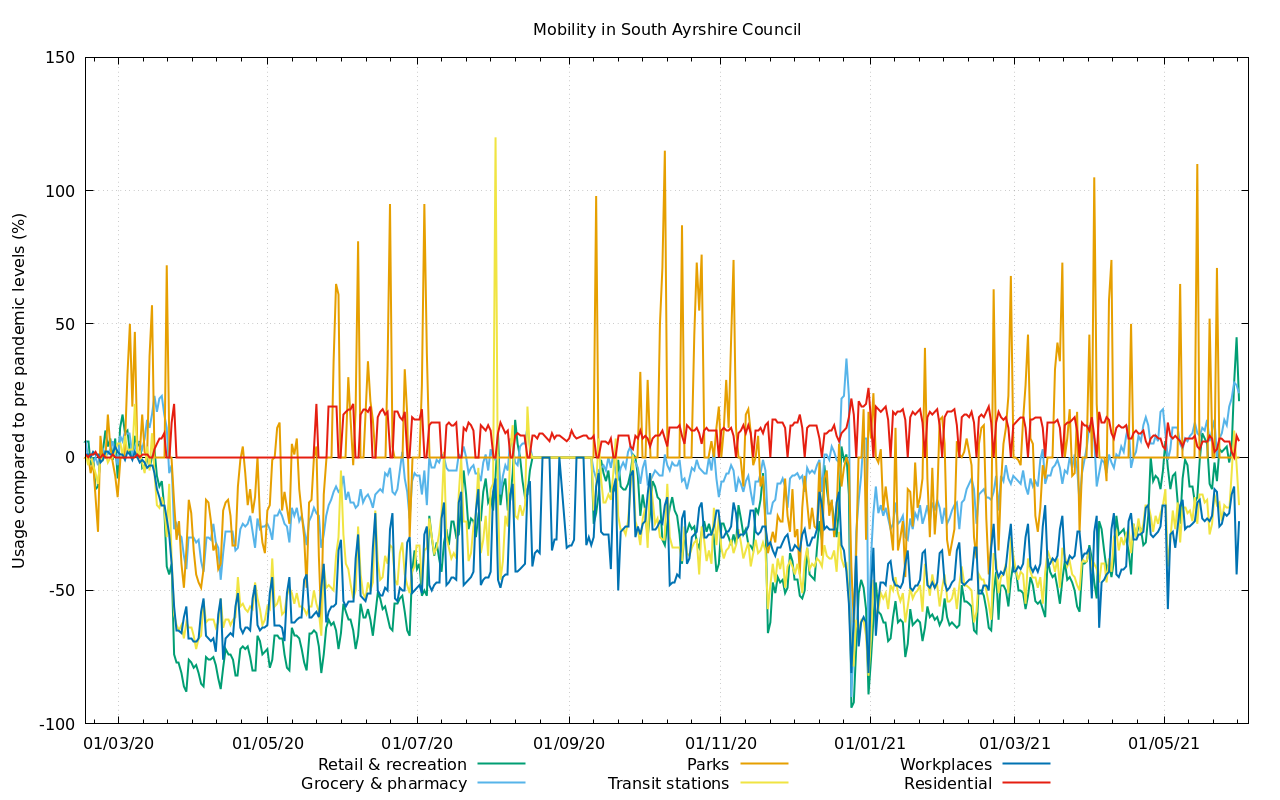 Mobility in South Ayrshire Council
Usage compared to pre pandemic levels (%)
150
100
50
0
-50
-100
01/03/20 01/05/20 01/07/20 01/09/20 01/11/20 01/01/21 01/03/21 01/05/21
Retail & recreation Parks Workplaces
Grocery & pharmacy Transit stations Residential